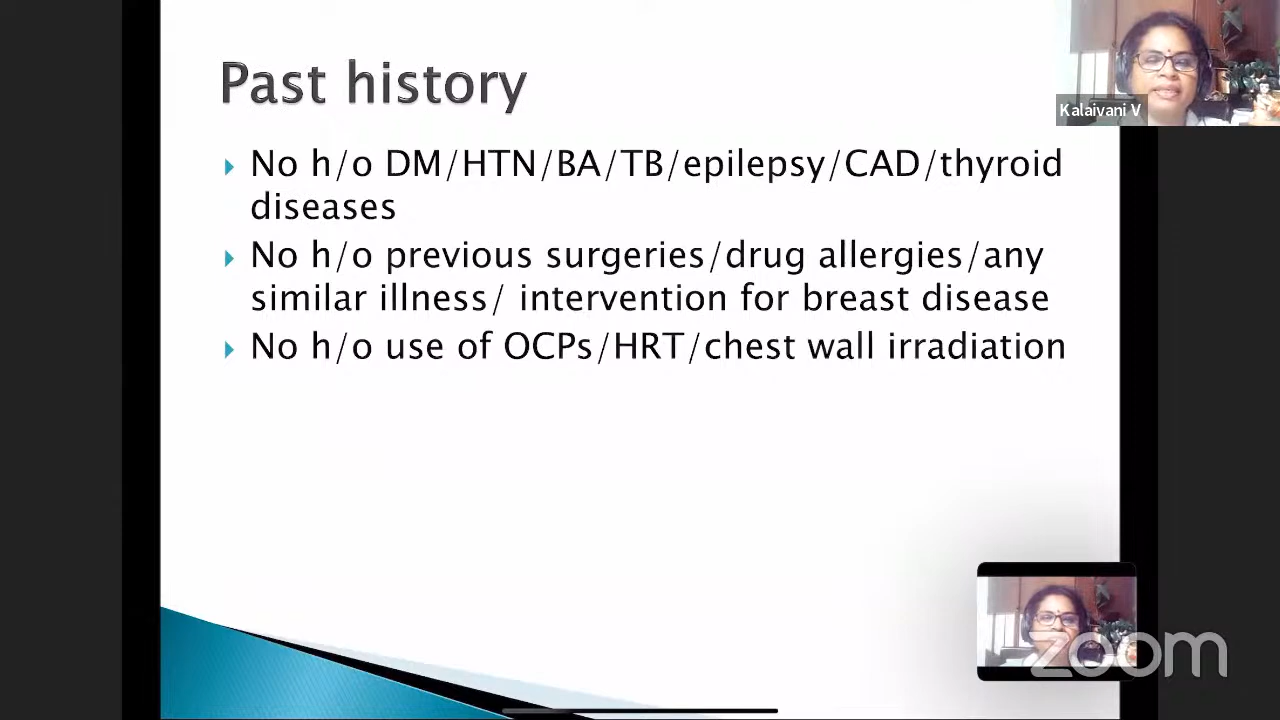 Past history
No h/o DM/HTN/BA/TB/epilepsy/CAD/thyroid
diseases
No h/o previous surgeries/drug allergies/any
similar illness/ intervention for breast disease
No h/o use of OCPs/HRT/chest wall irradiation
Kalaivani V
zoom